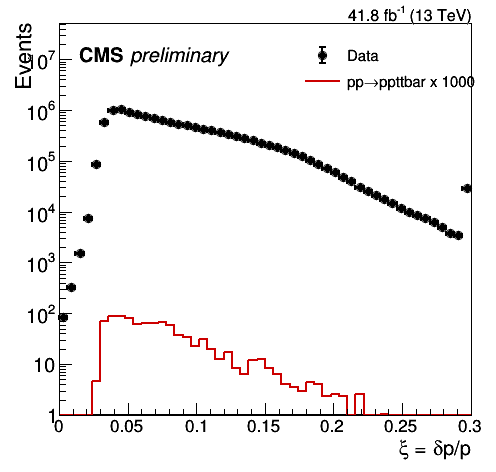 41.8 fb⁻¹ (13 TeV)
Events
CMS preliminary
Data
pp→ppttbar x 1000
10⁷
10⁶
10⁵
10⁴
10³
10²
10
1
0 0.05 0.1 0.15 0.2 0.25 0.3
ξ = δp/p